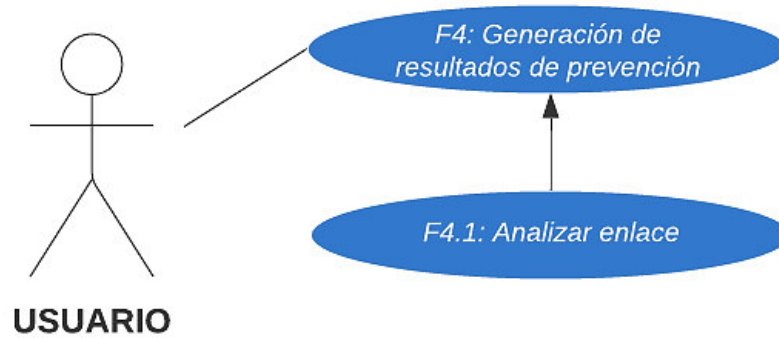 F4: Generación de
resultados de prevención
F4.1: Analizar enlace
USUARIO